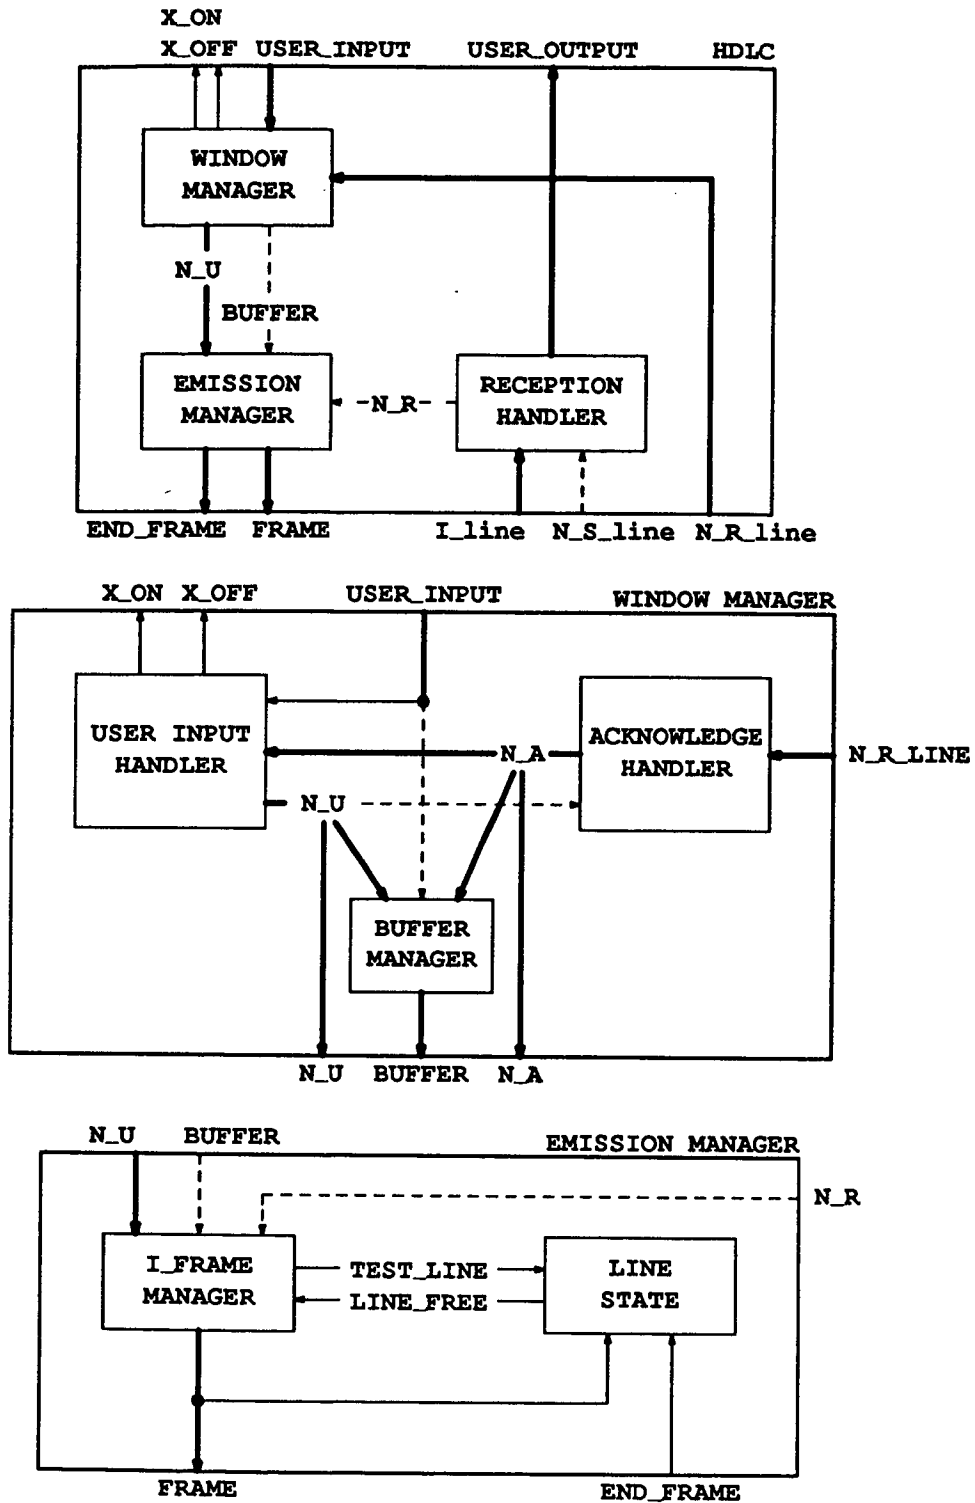 X_ON
X_OFF USER_INPUT USER_OUTPUT HDLC
WINDOW
MANAGER
N_U
BUFFER
EMISSION
MANAGER
N_R
RECEPTION
HANDLER
END_FRAME FRAME I_line N_S_line N_R_line
X_ON X_OFF USER_INPUT WINDOW MANAGER
USER INPUT
HANDLER
N_A
ACKNOWLEDGE
HANDLER
N_R_LINE
N_U
BUFFER
MANAGER
N_U BUFFER N_A
N_U BUFFER EMISSION MANAGER
N_R
I_FRAME
MANAGER
TEST_LINE
LINE_FREE
LINE
STATE
FRAME END_FRAME